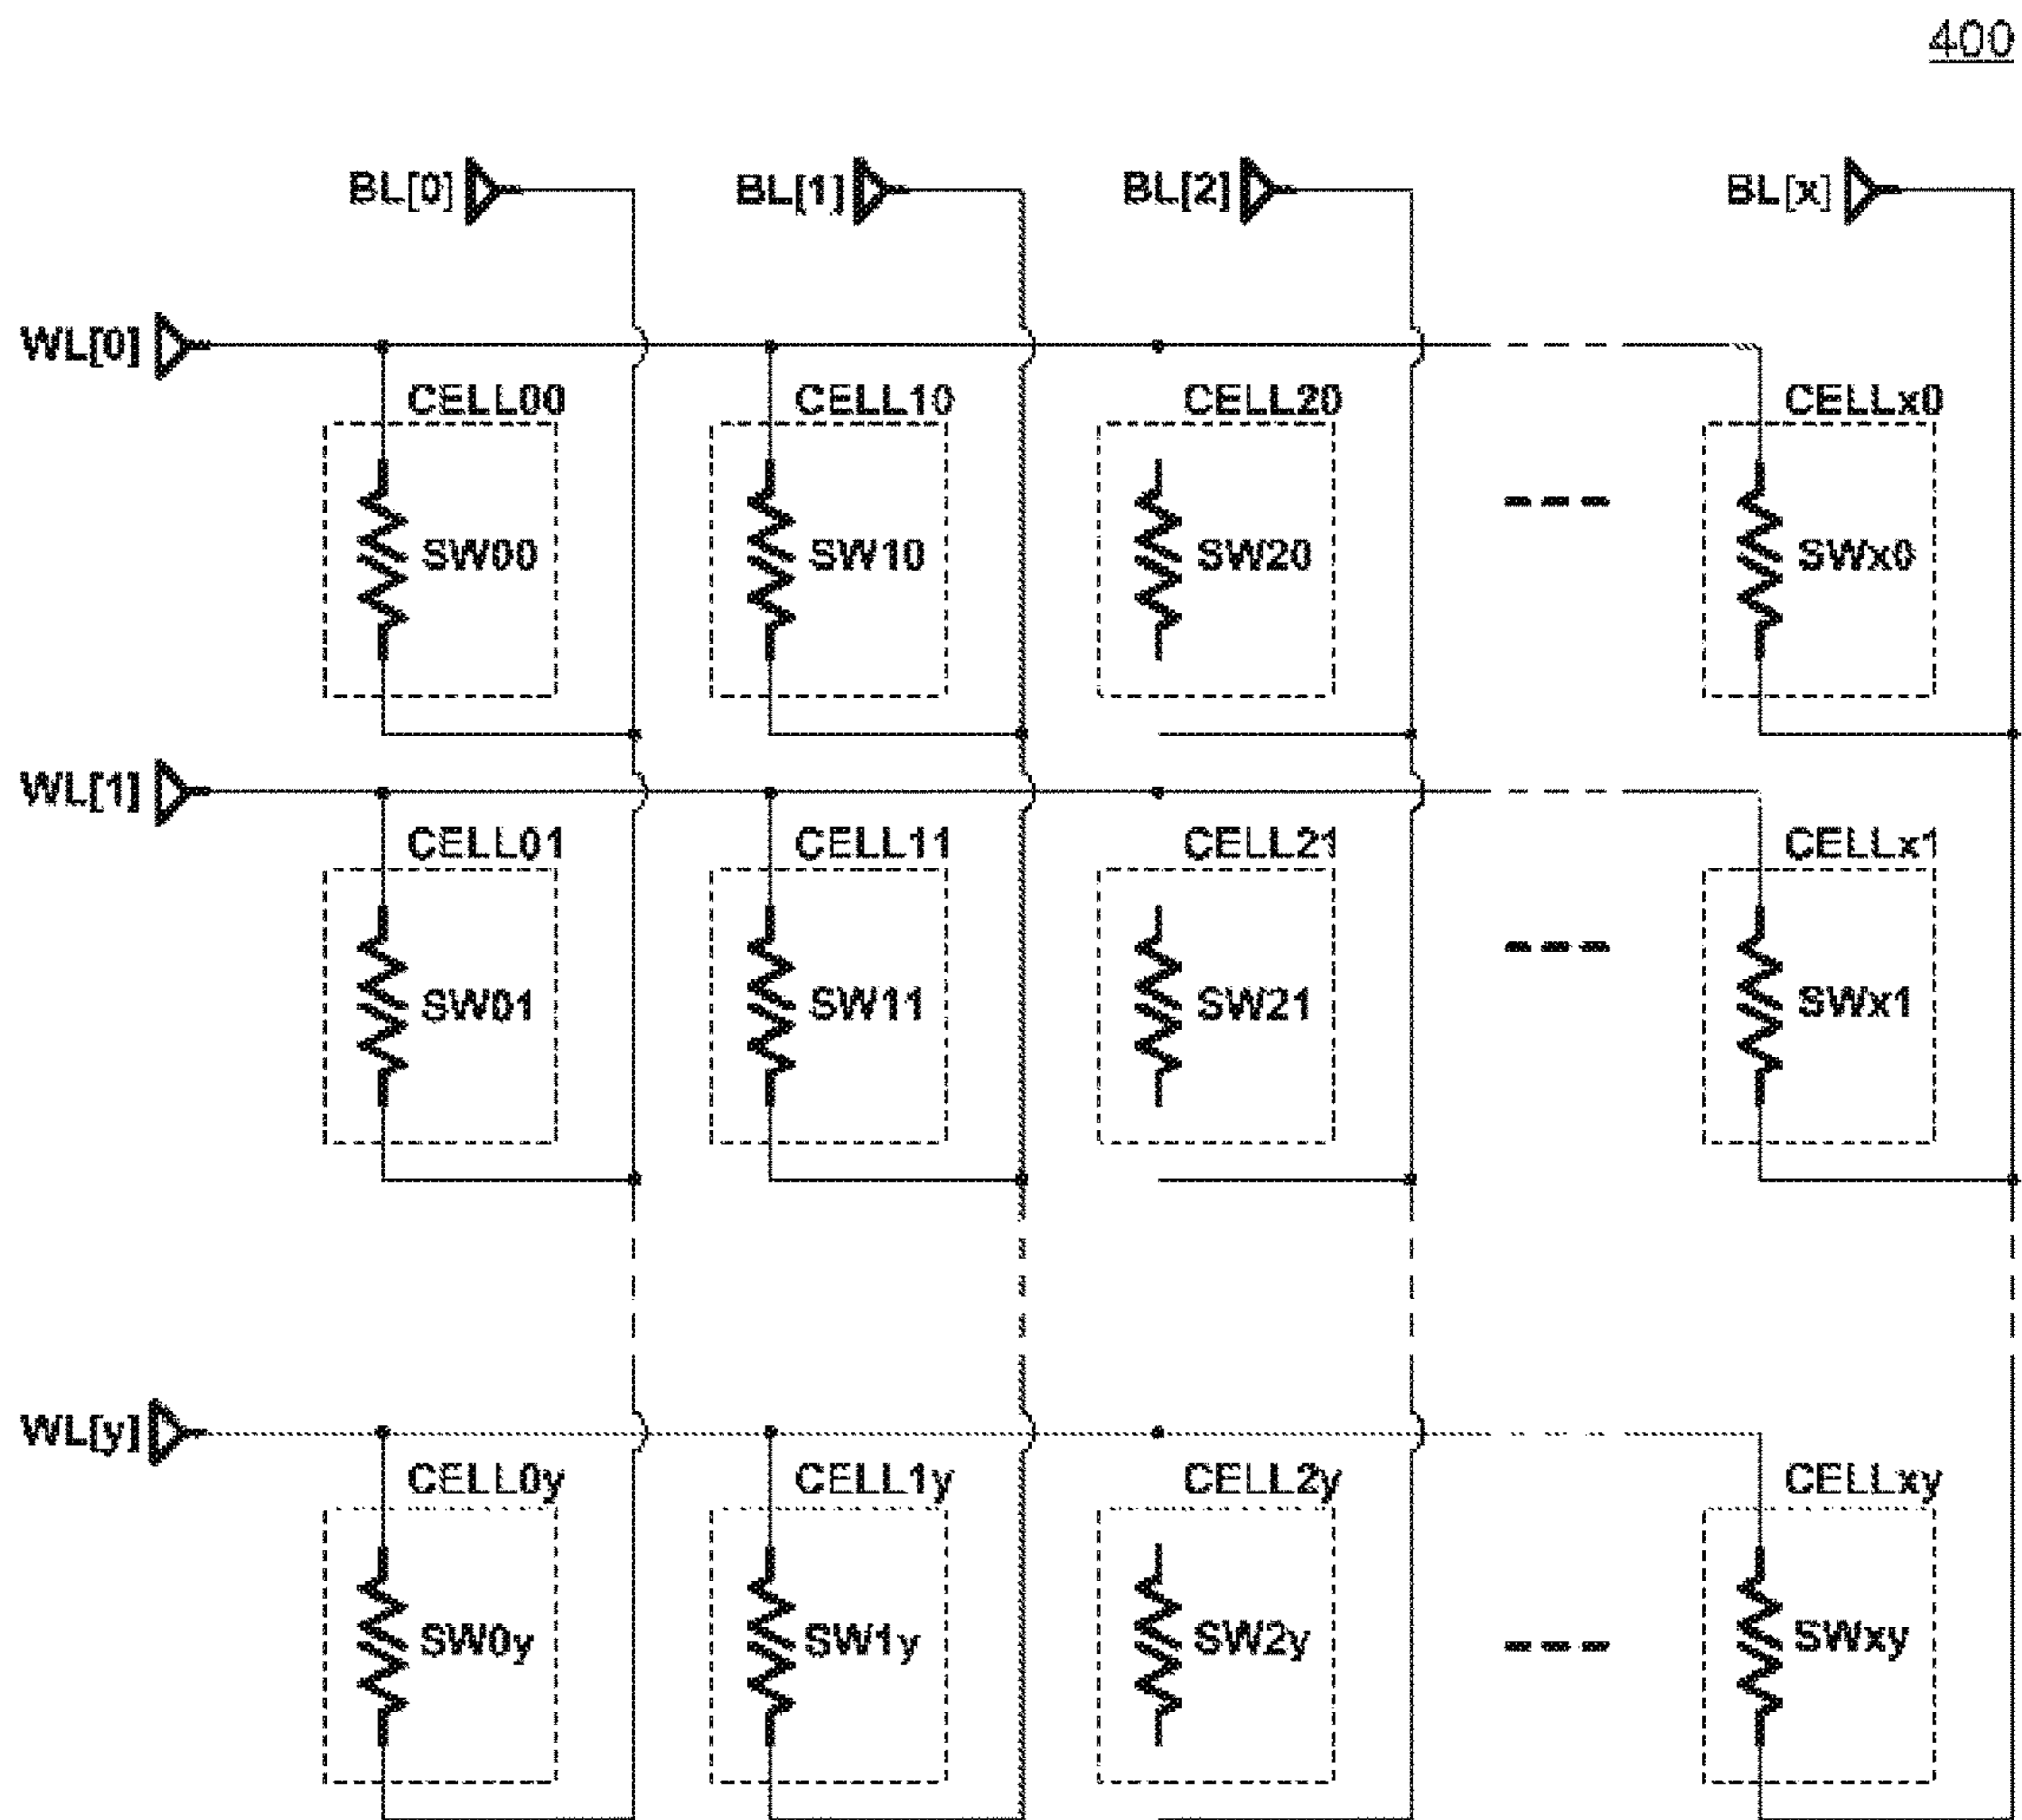 400
BL[0] BL[1] BL[2] BL[x]
WL[0]
CELL00 CELL10 CELL20 CELLx0
SW00 SW10 SW20 SWx0
WL[1]
CELL01 CELL11 CELL21 CELLx1
SW01 SW11 SW21 SWx1
WL[y]
CELL0y CELL1y CELL2y CELLxy
SW0y SW1y SW2y SWxy